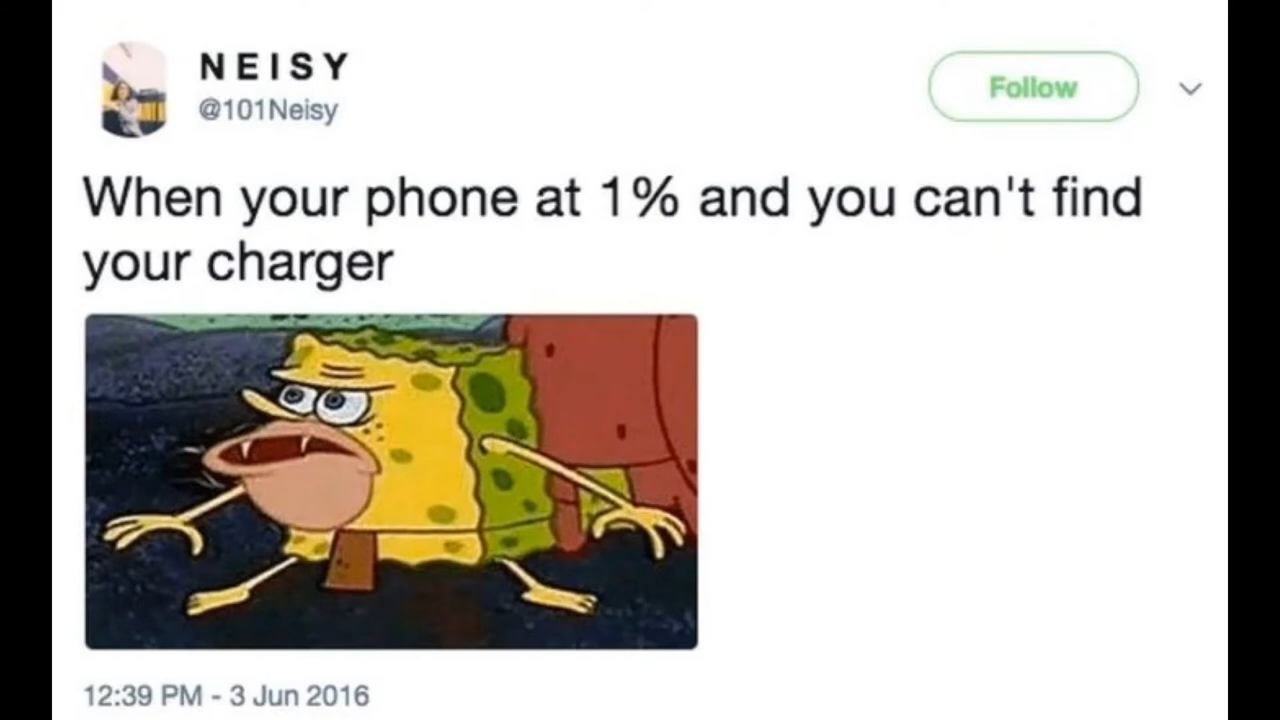 NEISY
@101Neisy
Follow
When your phone at 1% and you can't find
your charger
12:39 PM - 3 Jun 2016